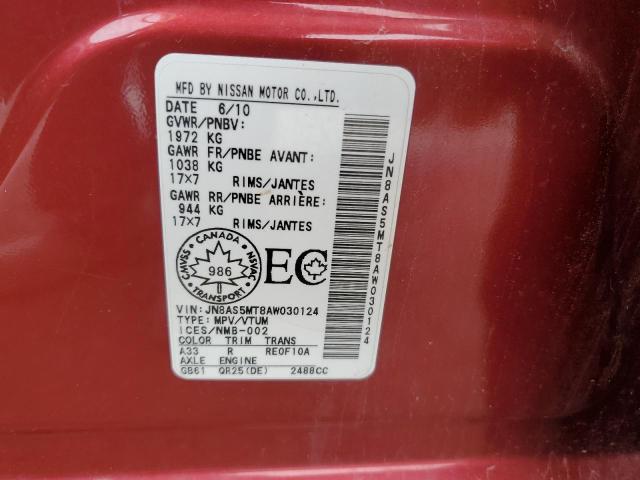 MFD BY NISSAN MOTOR CO.,LTD.
DATE 6/10
GVWR/PNBV:
1972 KG
GAWR FR/PNBE AVANT:
1038 KG
17x7 RIMS/JANTES
GAWR RR/PNBE ARRIÈRE:
944 KG
17x7 RIMS/JANTES
CANADA
CMVSS 986 NSVAC
TRANSPORT
EC
VIN: JN8AS5MT8AW030124
TYPE: MPV/VTUM
ICES/NMB-002
COLOR TRIM TRANS
A33 R RE0F10A
AXLE ENGINE
GB61 QR25(DE) 2488CC
JN8AS5MT8AW030124